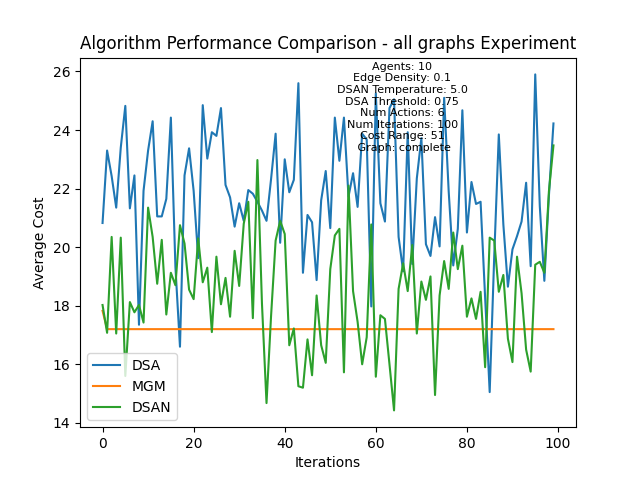 Algorithm Performance Comparison - all graphs Experiment
Agents: 10
Edge Density: 0.1
DSAN Temperature: 5.0
DSA Threshold: 0.75
Num Actions: 6
Num Iterations: 100
Cost Range: 51
Graph: complete
26
24
22
20
18
16
14
Average Cost
DSA
MGM
DSAN
0
20
40
60
80
100
Iterations